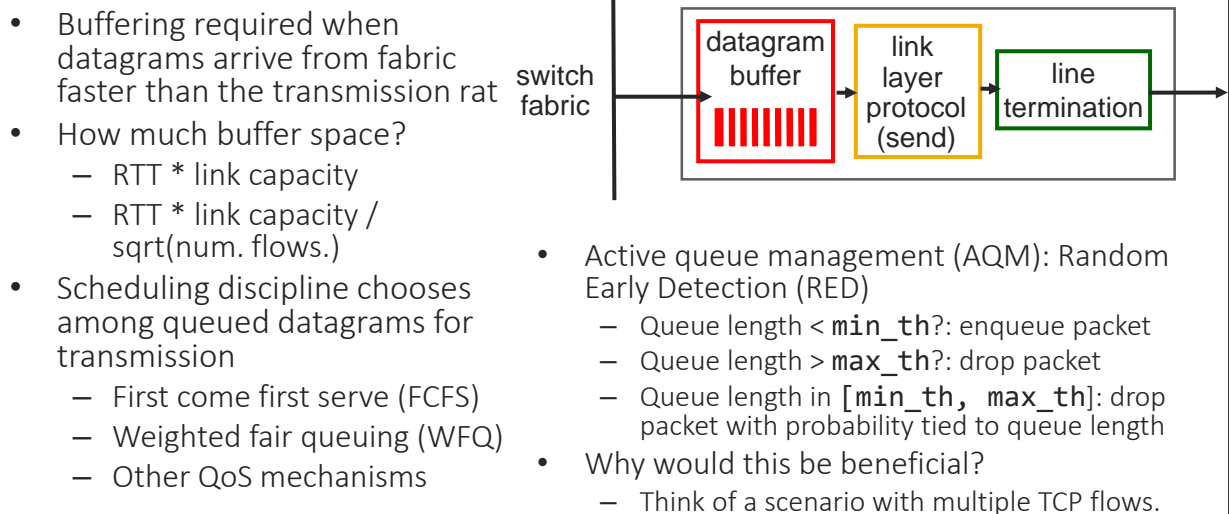 • Buffering required when
datagrams arrive from fabric
faster than the transmission rat
• How much buffer space?
– RTT * link capacity
– RTT * link capacity /
sqrt(num. flows.)
• Scheduling discipline chooses
among queued datagrams for
transmission
– First come first serve (FCFS)
– Weighted fair queuing (WFQ)
– Other QoS mechanisms
switch
fabric
datagram
buffer
link
layer
protocol
(send)
line
termination
• Active queue management (AQM): Random
Early Detection (RED)
– Queue length < min_th?: enqueue packet
– Queue length > max_th?: drop packet
– Queue length in [min_th, max_th]: drop
packet with probability tied to queue length
• Why would this be beneficial?
– Think of a scenario with multiple TCP flows.